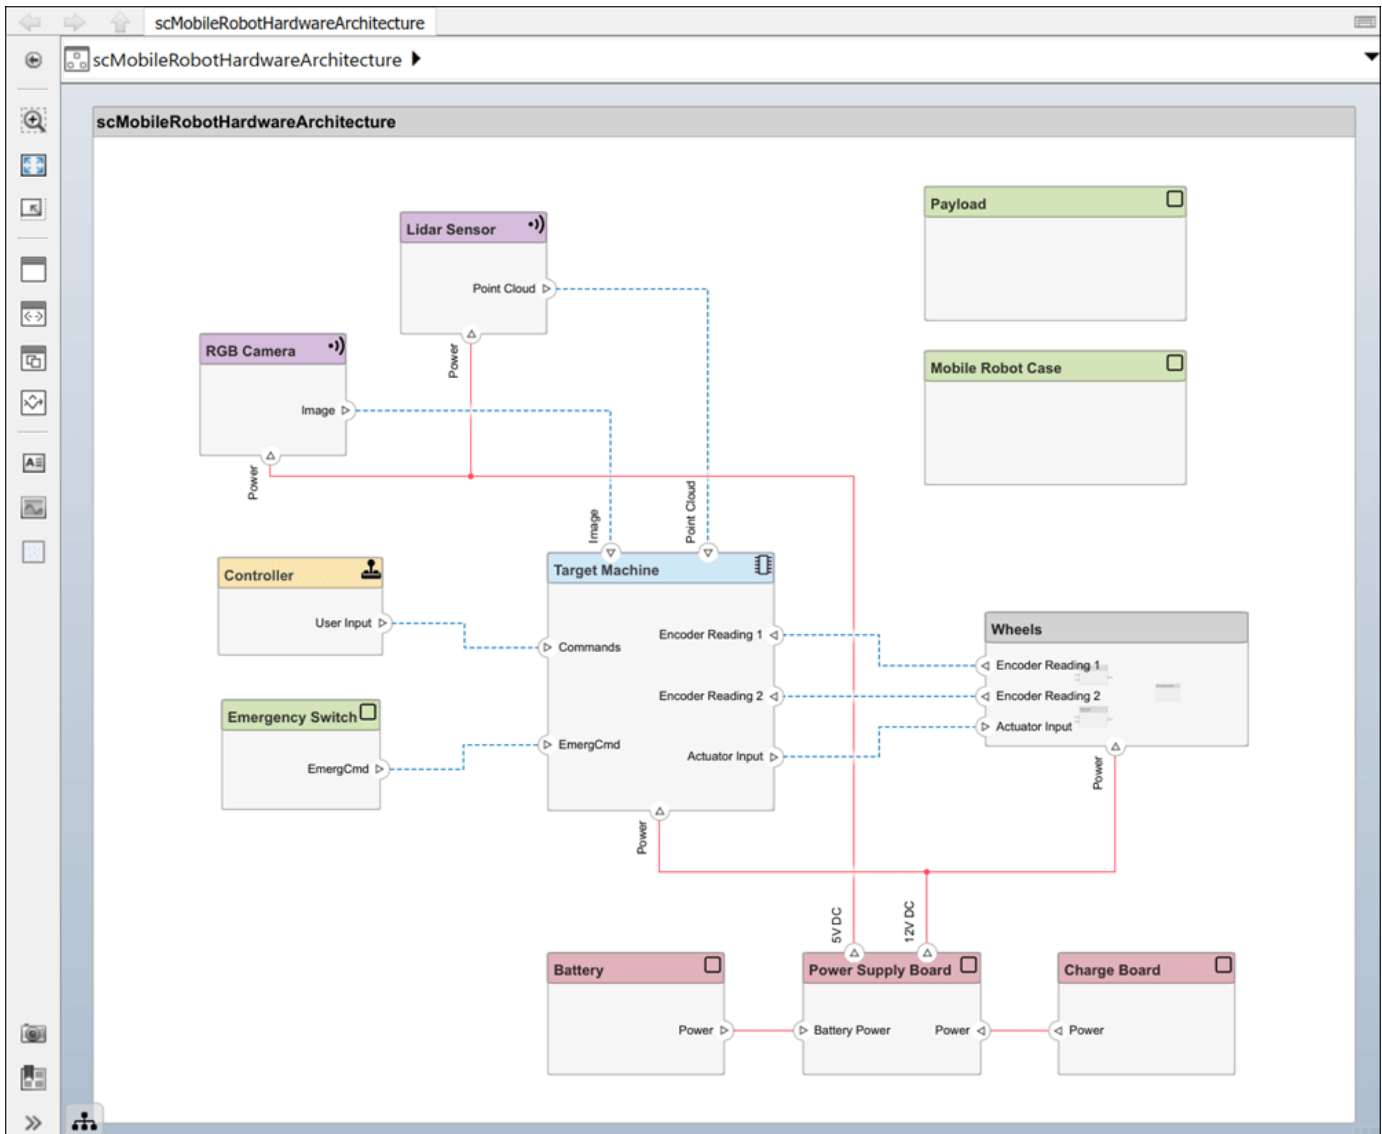 scMobileRobotHardwareArchitecture
scMobileRobotHardwareArchitecture
scMobileRobotHardwareArchitecture
Payload
Lidar Sensor
Point Cloud
Power
RGB Camera
Image
Power
Mobile Robot Case
Image
Point Cloud
Controller
User Input
Target Machine
Commands
EmergCmd
Encoder Reading 1
Encoder Reading 2
Actuator Input
Power
Wheels
Encoder Reading 1
Encoder Reading 2
Actuator Input
Power
Emergency Switch
EmergCmd
5V DC
12V DC
Battery
Power
Power Supply Board
Battery Power
Power
Charge Board
Power